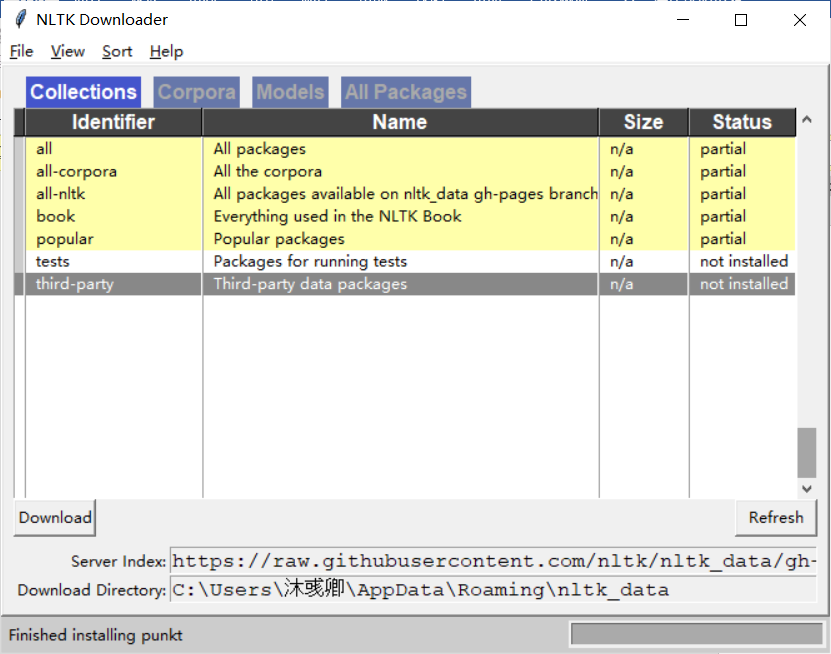 NLTK Downloader
File View Sort Help
Collections Corpora Models All Packages
Identifier Name Size Status
all All packages n/a partial
all-corpora All the corpora n/a partial
all-nltk All packages available on nltk_data gh-pages branch n/a partial
book Everything used in the NLTK Book n/a partial
popular Popular packages n/a partial
tests Packages for running tests n/a not installed
third-party Third-party data packages n/a not installed
Download Refresh
Server Index: https://raw.githubusercontent.com/nltk/nltk_data/gh-
Download Directory: C:\Users\沐彧卿\AppData\Roaming\nltk_data
Finished installing punkt